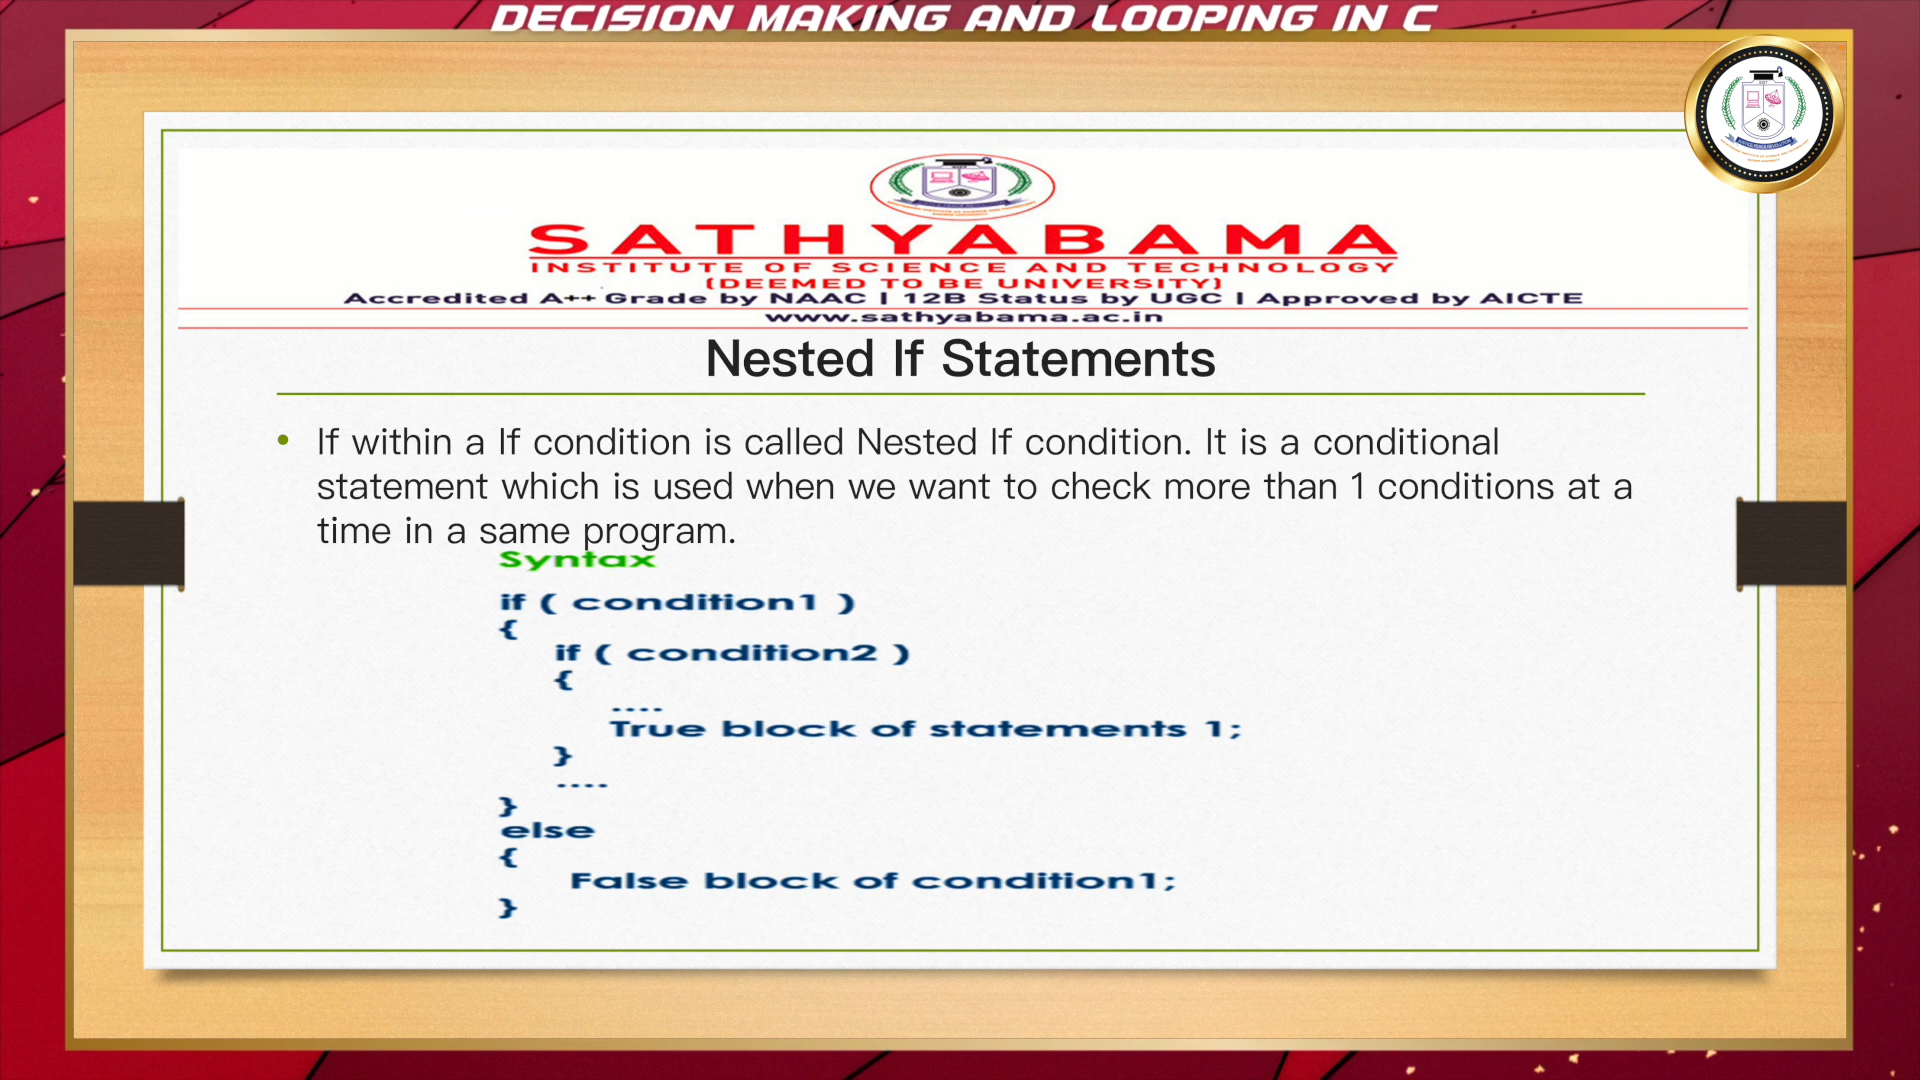 DECISION MAKING AND LOOPING IN C
SATHYABAMA
INSTITUTE OF SCIENCE AND TECHNOLOGY
(DEEMED TO BE UNIVERSITY)
Accredited A++ Grade by NAAC | 12B Status by UGC | Approved by AICTE
www.sathyabama.ac.in
Nested If Statements
• If within a If condition is called Nested If condition. It is a conditional
statement which is used when we want to check more than 1 conditions at a
time in a same program.
Syntax
if ( condition1 )
{
if ( condition2 )
{
....
True block of statements 1;
}
....
}
else
{
False block of condition1;
}